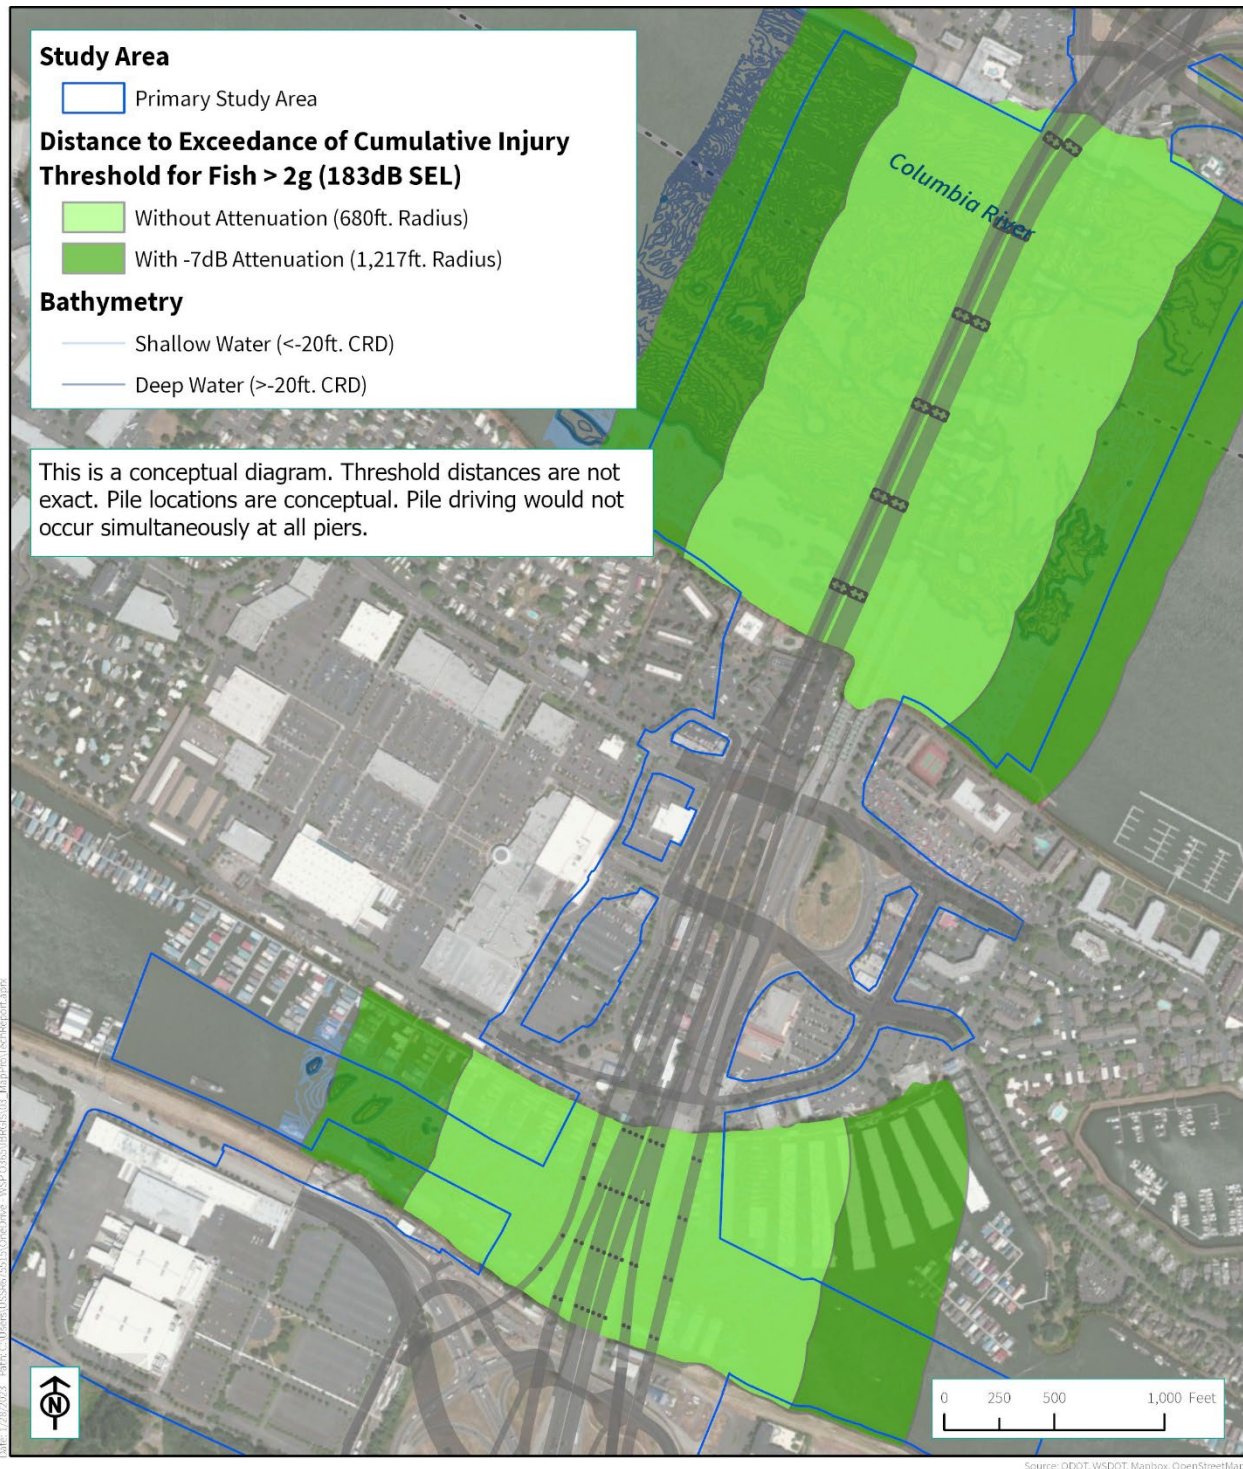 Study Area
Primary Study Area
Distance to Exceedance of Cumulative Injury
Threshold for Fish > 2g (183dB SEL)
Without Attenuation (680ft. Radius)
With -7dB Attenuation (1,217ft. Radius)
Bathymetry
Shallow Water (<-20ft. CRD)
Deep Water (>-20ft. CRD)
This is a conceptual diagram. Threshold distances are not
exact. Pile locations are conceptual. Pile driving would not
occur simultaneously at all piers.
Columbia River
N
0 250 500 1,000 Feet
Source: ODOT, WSDOT, Mapbox, OpenStreetMap